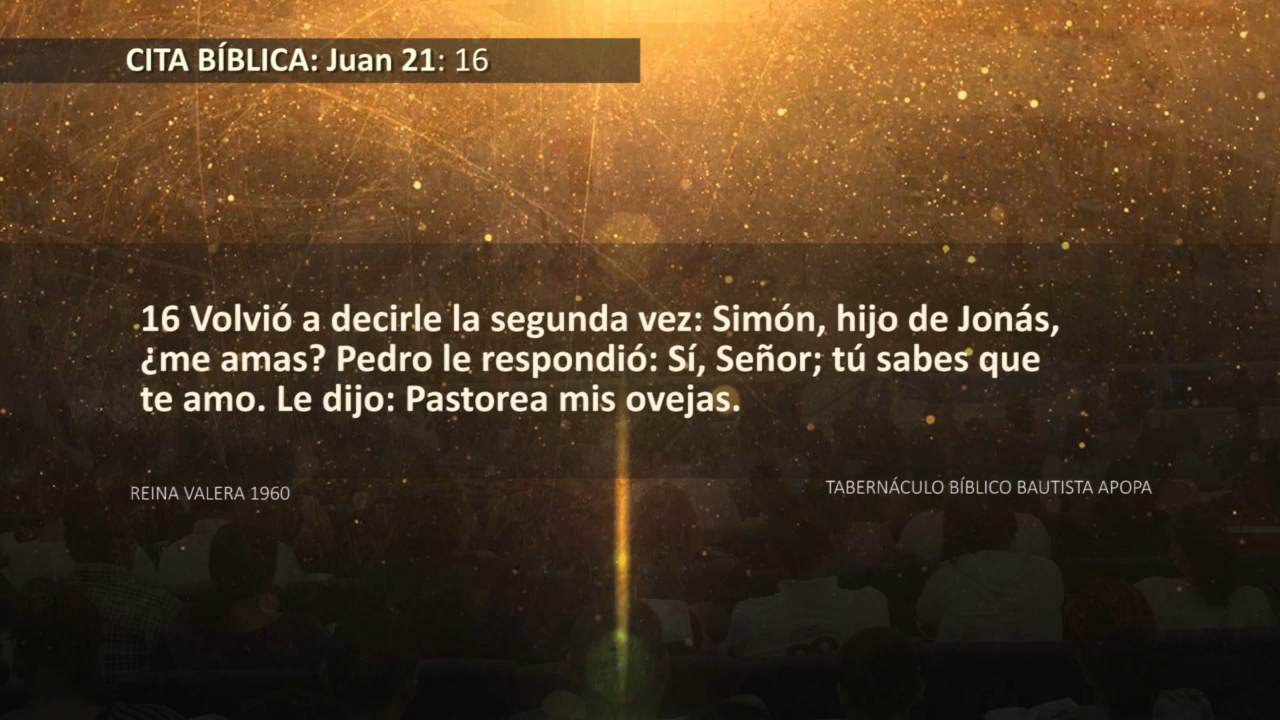 CITA BÍBLICA: Juan 21: 16
16 Volvió a decirle la segunda vez: Simón, hijo de Jonás,
¿me amas? Pedro le respondió: Sí, Señor; tú sabes que
te amo. Le dijo: Pastorea mis ovejas.
REINA VALERA 1960
TABERNÁCULO BÍBLICO BAUTISTA APOPA